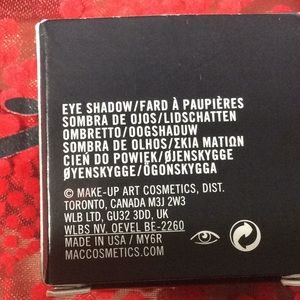 EYE SHADOW/FARD À PAUPIÈRES
SOMBRA DE OJOS/LIDSCHATTEN
OMBRETTO/OOGSHADUW
SOMBRA DE OLHOS/ΣΚΙΑ ΜΑΤΙΩΝ
CIEŃ DO POWIEK/ØJENSKYGGE
ØYENSKYGGE/ÖGONSKYGGA
© MAKE-UP ART COSMETICS, DIST.
TORONTO, CANADA M3J 2W3
WLB LTD, GU32 3DD, UK
WLBS NV, OEVEL BE-2260
MADE IN USA / MY6R
MACCOSMETICS.COM